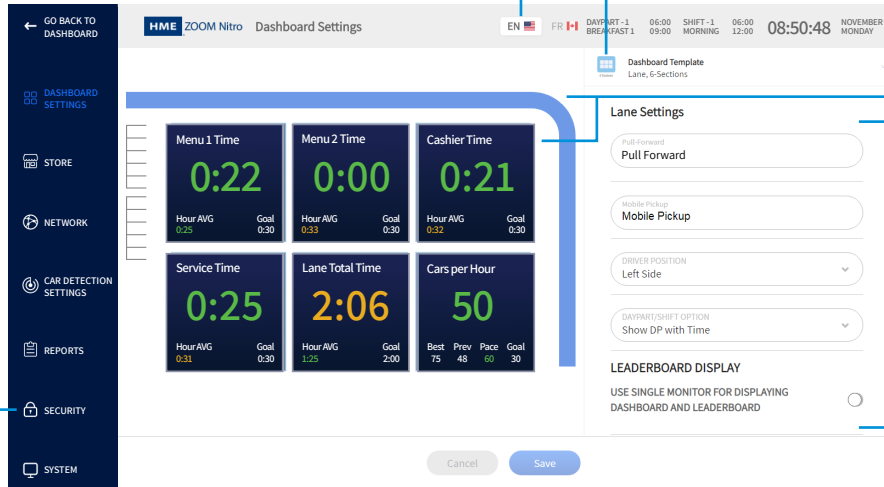 GO BACK TO
DASHBOARD
HME ZOOM Nitro Dashboard Settings
EN FR
DAYPART - 1 06:00 SHIFT - 1 06:00
BREAKFAST 1 09:00 MORNING 12:00
08:50:48
NOVEMBER
MONDAY
DASHBOARD
SETTINGS
STORE
NETWORK
CAR DETECTION
SETTINGS
REPORTS
SECURITY
SYSTEM
Menu 1 Time Menu 2 Time Cashier Time
0:22 0:00 0:21
Hour AVG Goal Hour AVG Goal Hour AVG Goal
0:25 0:30 0:33 0:30 0:32 0:30
Service Time Lane Total Time Cars per Hour
0:25 2:06 50
Hour AVG Goal Hour AVG Goal Best Prev Pace Goal
0:31 0:30 1:25 2:00 75 48 60 30
Dashboard Template
Lane, 6-Sections
Lane Settings
Pull-Forward
Pull Forward
Mobile Pickup
Mobile Pickup
DRIVER POSITION
Left Side
DAYPART/SHIFT OPTION
Show DP with Time
LEADERBOARD DISPLAY
USE SINGLE MONITOR FOR DISPLAYING
DASHBOARD AND LEADERBOARD
Cancel Save